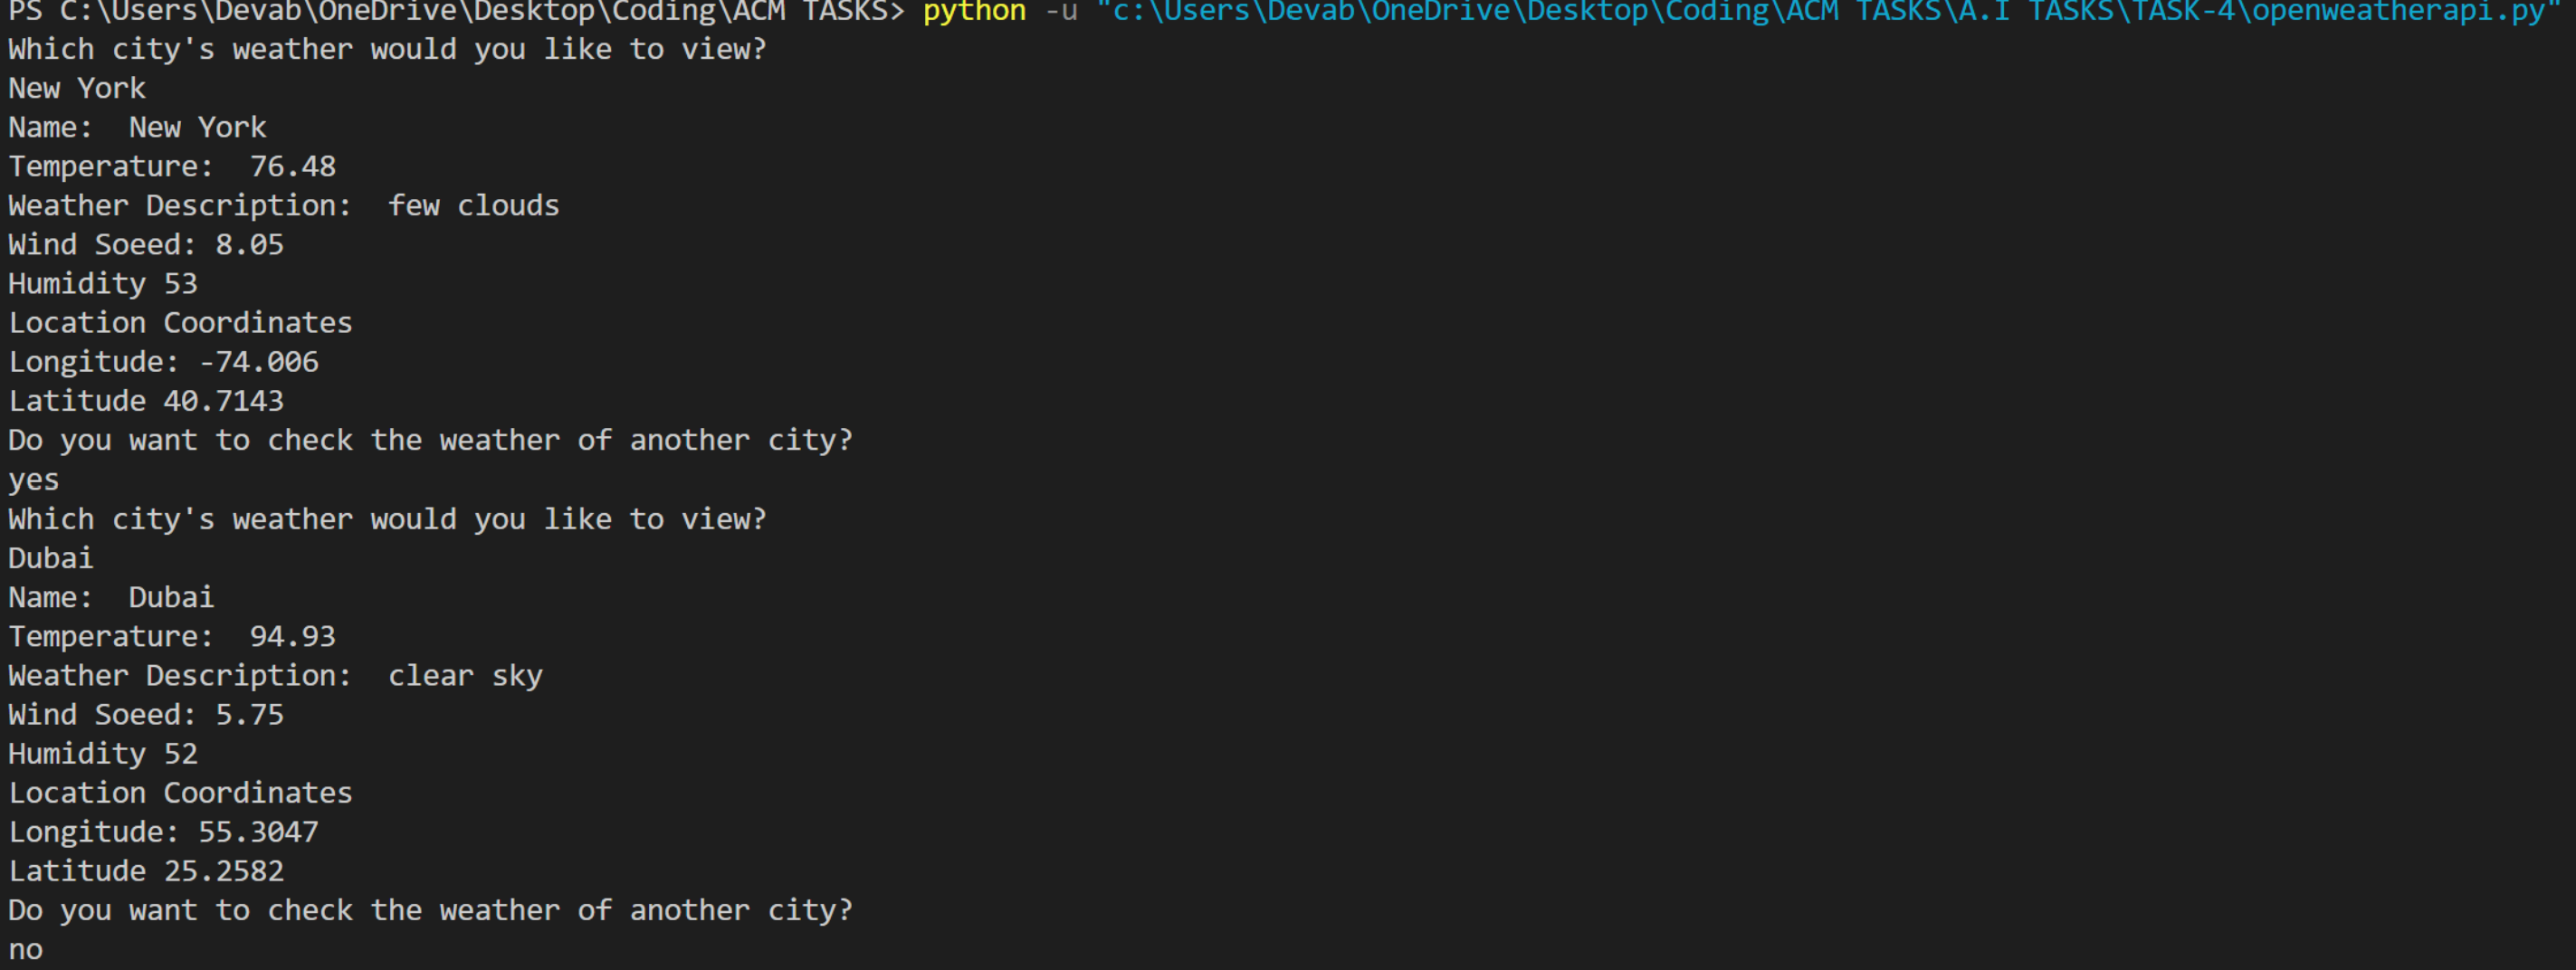 PS C:\Users\Devab\OneDrive\Desktop\Coding\ACM TASKS> python -u "c:\Users\Devab\OneDrive\Desktop\Coding\ACM TASKS\A.I TASKS\TASK-4\openweatherapi.py"
Which city's weather would you like to view?
New York
Name:  New York
Temperature:  76.48
Weather Description:  few clouds
Wind Soeed: 8.05
Humidity 53
Location Coordinates
Longitude: -74.006
Latitude 40.7143
Do you want to check the weather of another city?
yes
Which city's weather would you like to view?
Dubai
Name:  Dubai
Temperature:  94.93
Weather Description:  clear sky
Wind Soeed: 5.75
Humidity 52
Location Coordinates
Longitude: 55.3047
Latitude 25.2582
Do you want to check the weather of another city?
no